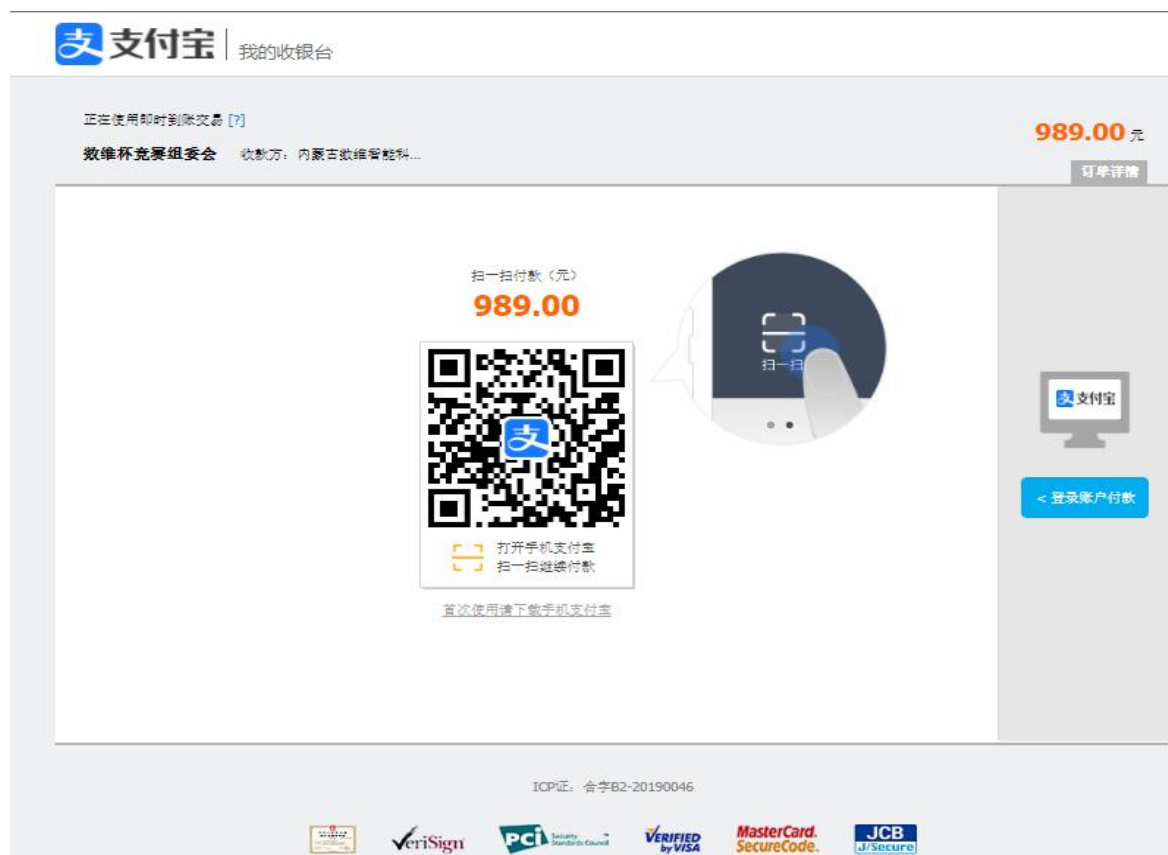 支 支付宝 我的收银台
正在使用即时到账交易 [?]
989.00 元
数维杯竞赛组委会 收款方：内蒙古数维智能科...
订单详情
扫一扫付款（元）
989.00
扫一扫
支
支 支付宝
< 登录账户付款
打开手机支付宝
扫一扫继续付款
首次使用请下载手机支付宝
ICP证：合字B2-20190046
VeriSign
PCI Security Standards Council
VERIFIED by VISA
MasterCard. SecureCode.
JCB J/Secure